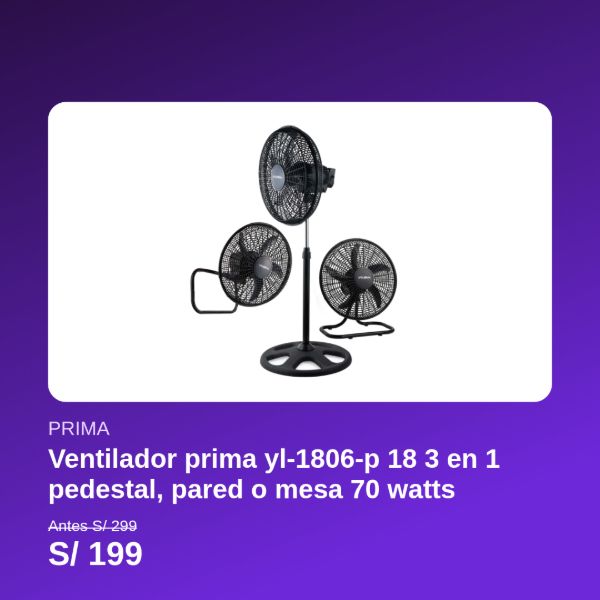 PRIMA
Ventilador prima yl-1806-p 18 3 en 1
pedestal, pared o mesa 70 watts
Antes S/ 299
S/ 199